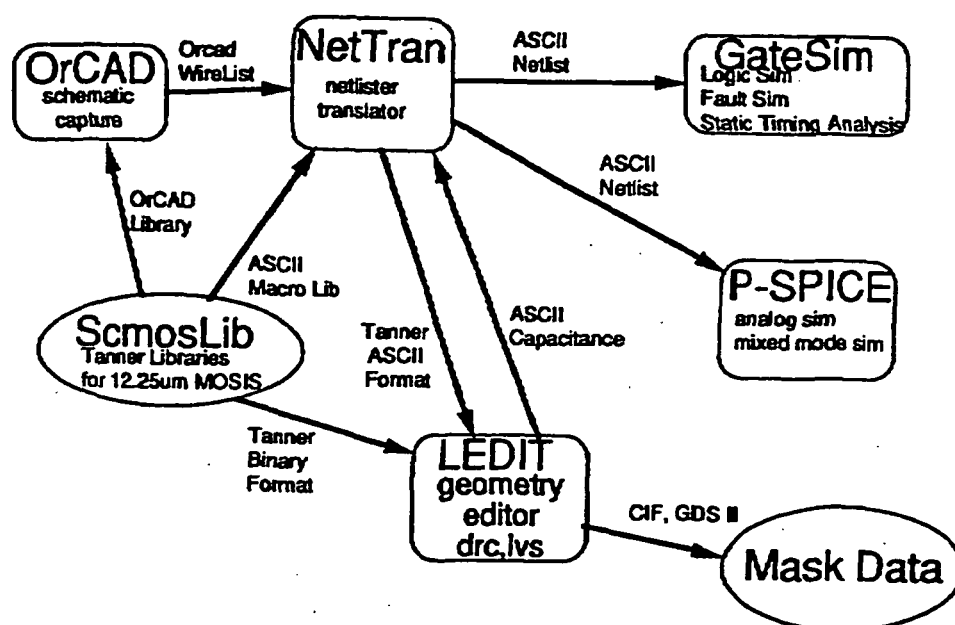 OrCAD
schematic
capture
Orcad
WireList
NetTran
netlister
translator
ASCII
Netlist
GateSim
Logic Sim
Fault Sim
Static Timing Analysis
OrCAD
Library
ASCII
Macro Lib
ASCII
Netlist
P-SPICE
analog sim
mixed mode sim
ScmosLib
Tanner Libraries
for 12.25um MOSIS
Tanner
ASCII
Format
ASCII
Capacitance
Tanner
Binary
Format
LEDIT
geometry
editor
drc,lvs
CIF, GDS II
Mask Data